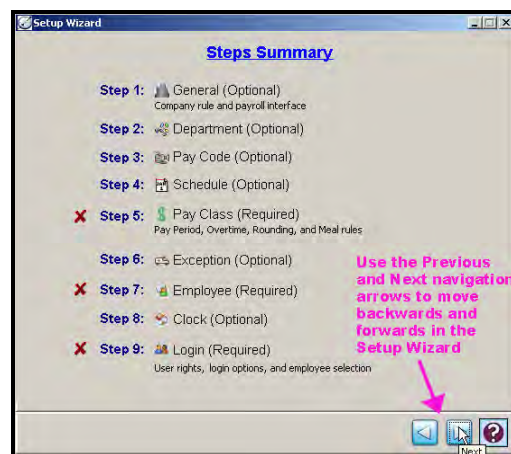 Setup Wizard
Steps Summary
Step 1: General (Optional)
Company rule and payroll interface
Step 2: Department (Optional)
Step 3: Pay Code (Optional)
Step 4: Schedule (Optional)
Step 5: Pay Class (Required)
Pay Period, Overtime, Rounding, and Meal rules
Step 6: Exception (Optional)
Step 7: Employee (Required)
Step 8: Clock (Optional)
Step 9: Login (Required)
User rights, login options, and employee selection
Use the Previous
and Next navigation
arrows to move
backwards and
forwards in the
Setup Wizard
Next